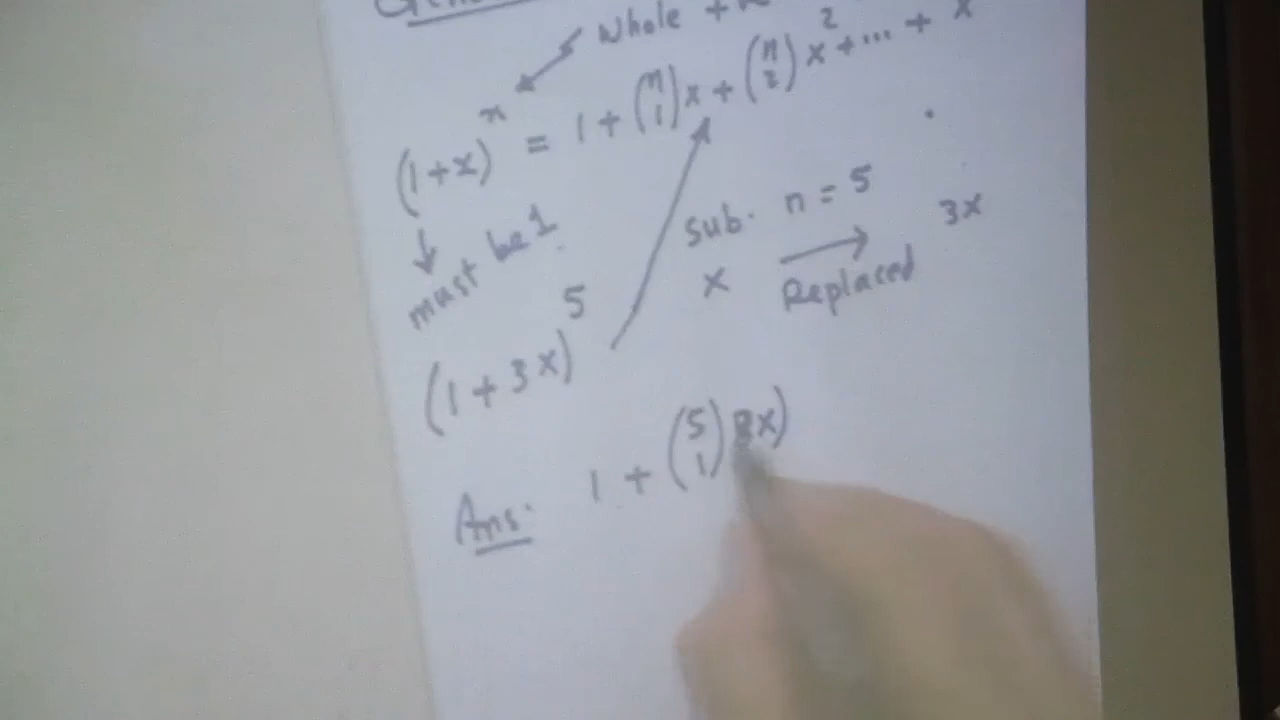 Whole +
(1+x)ⁿ = 1 + (n 1)x + (n 2)x² + ... + x
must be 1
sub. n = 5
x → 3x
Replaced
(1 + 3x)⁵
Ans: 1 + (5 1) 3x)